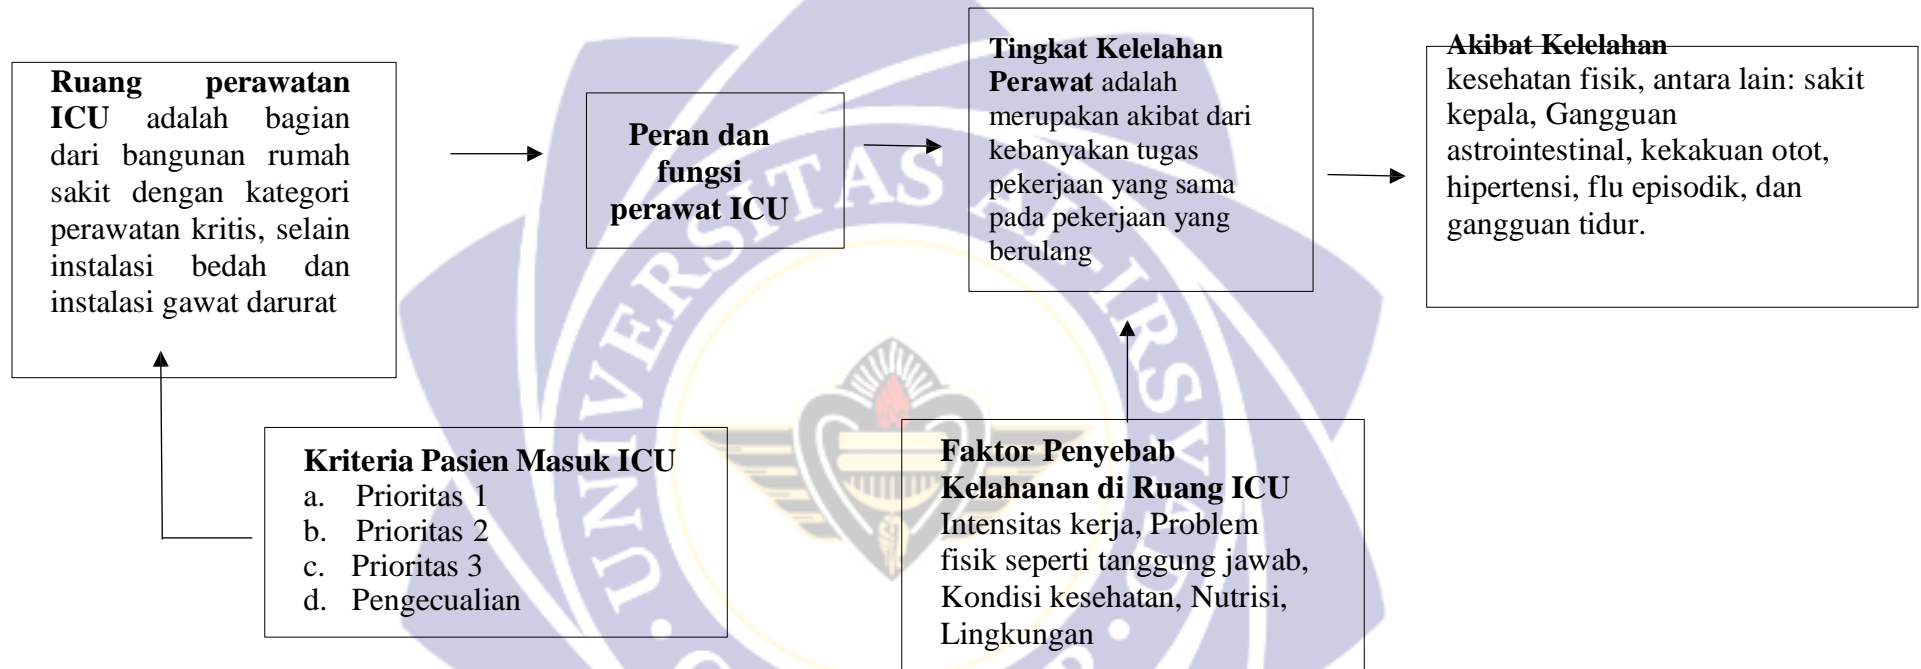 Ruang perawatan
ICU adalah bagian
dari bangunan rumah
sakit dengan kategori
perawatan kritis, selain
instalasi bedah dan
instalasi gawat darurat
Peran dan
fungsi
perawat ICU
Tingkat Kelelahan
Perawat adalah
merupakan akibat dari
kebanyakan tugas
pekerjaan yang sama
pada pekerjaan yang
berulang
Akibat Kelelahan
kesehatan fisik, antara lain: sakit
kepala, Gangguan
astrointestinal, kekakuan otot,
hipertensi, flu episodik, dan
gangguan tidur.
Kriteria Pasien Masuk ICU
a. Prioritas 1
b. Prioritas 2
c. Prioritas 3
d. Pengecualian
Faktor Penyebab
Kelahanan di Ruang ICU
Intensitas kerja, Problem
fisik seperti tanggung jawab,
Kondisi kesehatan, Nutrisi,
Lingkungan
UNIVERSITAS AL-IRSYAD